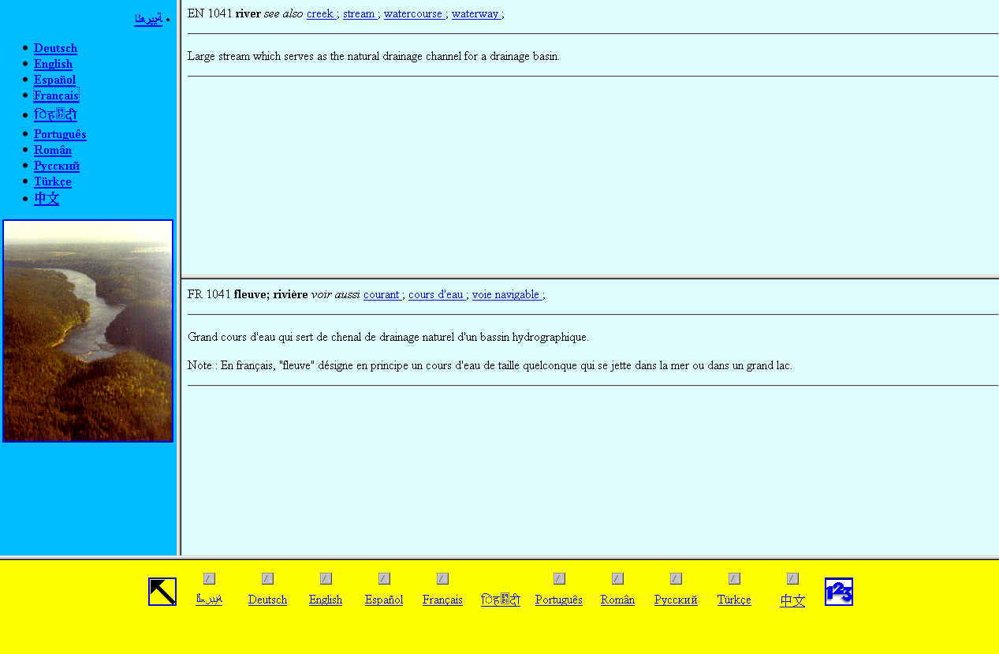 ةيبرعلا
Deutsch
English
Español
Français
िह□दी
Português
Român
Русский
Türkçe
中文
EN 1041 river see also creek ; stream ; watercourse ; waterway ;
Large stream which serves as the natural drainage channel for a drainage basin.
FR 1041 fleuve; rivière voir aussi courant ; cours d'eau ; voie navigable ;
Grand cours d'eau qui sert de chenal de drainage naturel d'un bassin hydrographique.
Note : En français, "fleuve" désigne en principe un cours d'eau de taille quelconque qui se jette dans la mer ou dans un grand lac.
ةيبرعلا Deutsch English Español Français िह□दी Português Român Русский Türkçe 中文 123